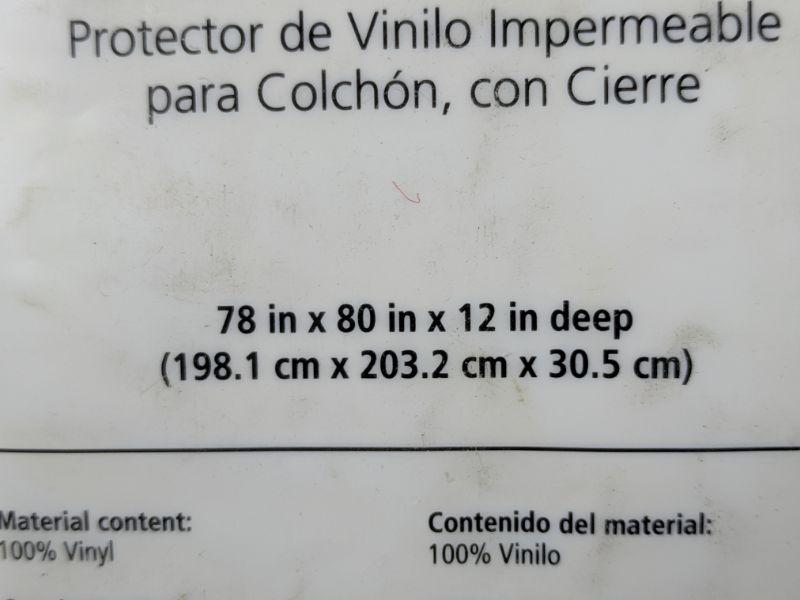 Protector de Vinilo Impermeable
para Colchón, con Cierre
78 in x 80 in x 12 in deep
(198.1 cm x 203.2 cm x 30.5 cm)
Material content:
100% Vinyl
Contenido del material:
100% Vinilo